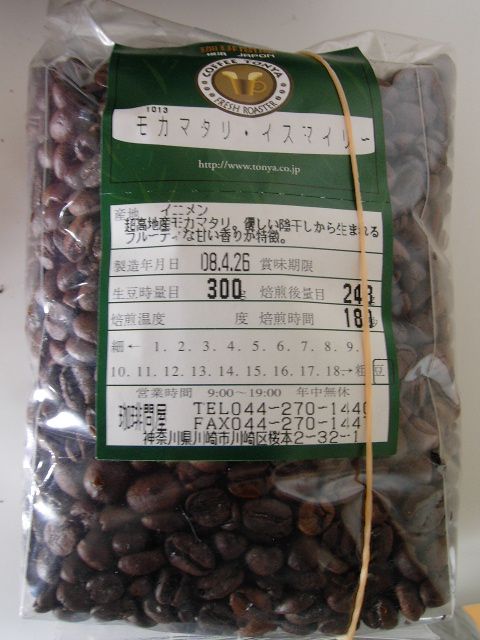 JAPAN
COFFEE TONYA
FRESH ROASTER
1013
モカマタリ・イスマイリー
http://www.tonya.co.jp
産地 イエメン
超高地産モカマタリ。優しい陰干しから生まれる
フルーティな甘い香りが特徴。
製造年月日 08.4.26 賞味期限
生豆時量目 300g 焙煎後量目
焙煎温度 度 焙煎時間
細← 1. 2. 3. 4. 5. 6. 7. 8. 9.
10. 11. 12. 13. 14. 15. 16. 17. 18.→粗 豆
営業時間 9:00〜19:00 年中無休
珈琲問屋 TEL044-270-1440
FAX044-270-144
神奈川県川崎市川崎区桜本2-32-1